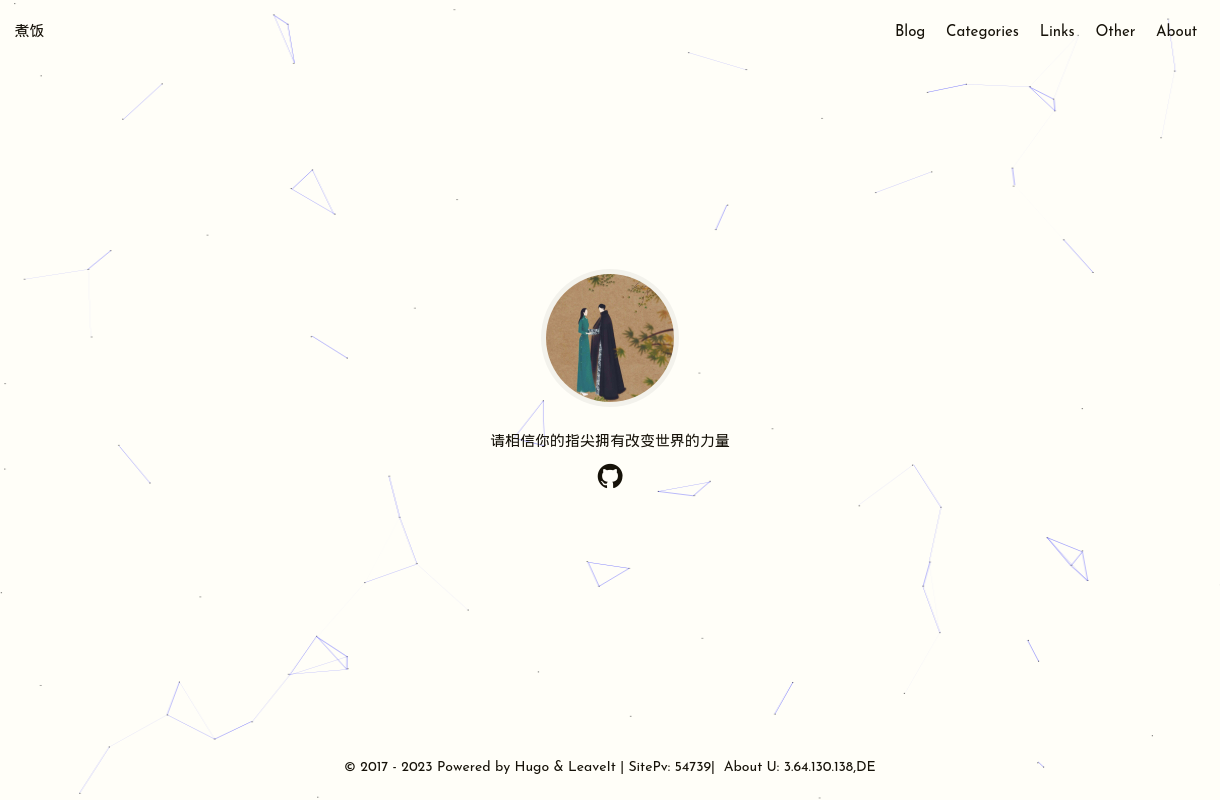 煮饭
Blog Categories Links Other About
请相信你的指尖拥有改变世界的力量
© 2017 - 2023 Powered by Hugo & LeaveIt | SitePv: 54739| About U: 3.64.130.138,DE